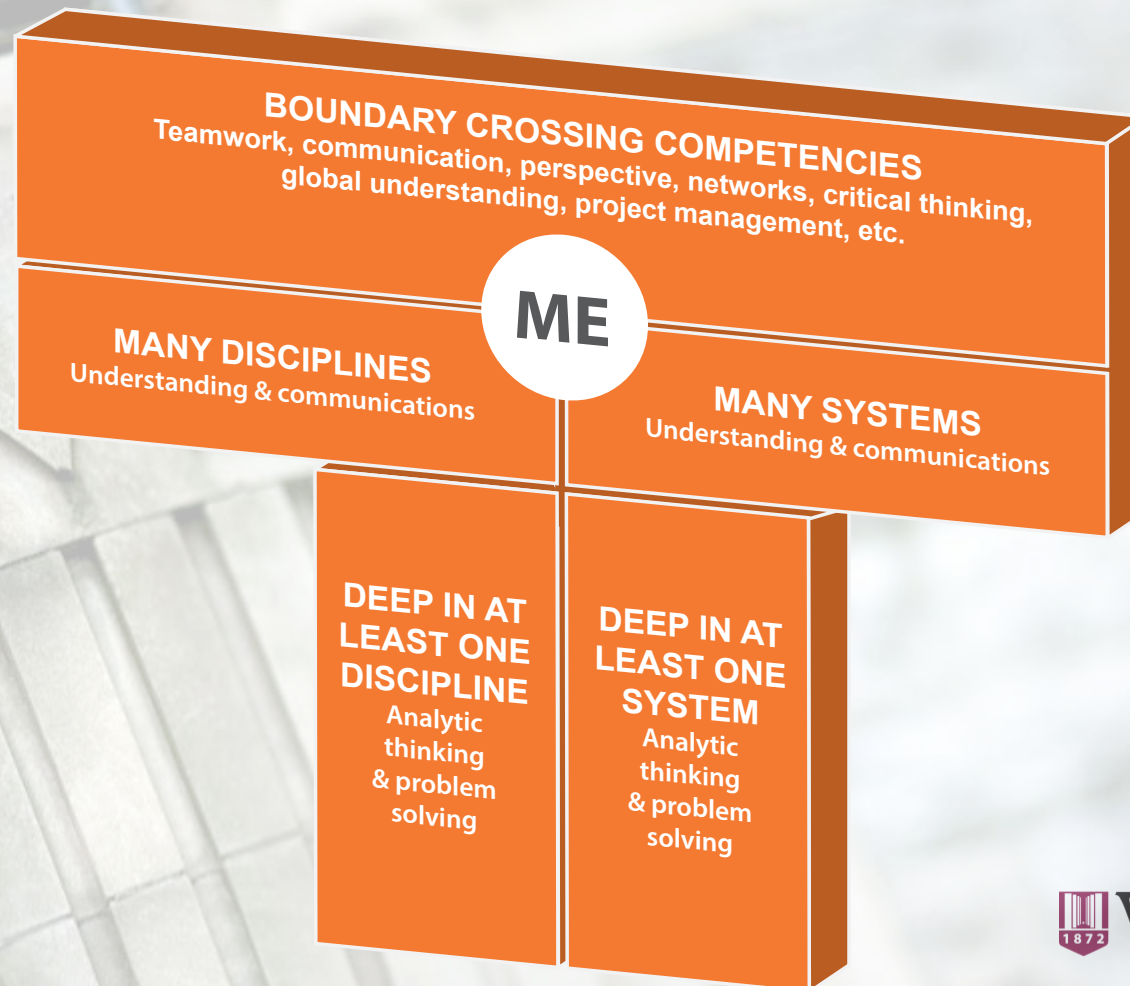 BOUNDARY CROSSING COMPETENCIES
Teamwork, communication, perspective, networks, critical thinking,
global understanding, project management, etc.
ME
MANY DISCIPLINES
Understanding & communications
MANY SYSTEMS
Understanding & communications
DEEP IN AT
LEAST ONE
DISCIPLINE
Analytic
thinking
& problem
solving
DEEP IN AT
LEAST ONE
SYSTEM
Analytic
thinking
& problem
solving
1872